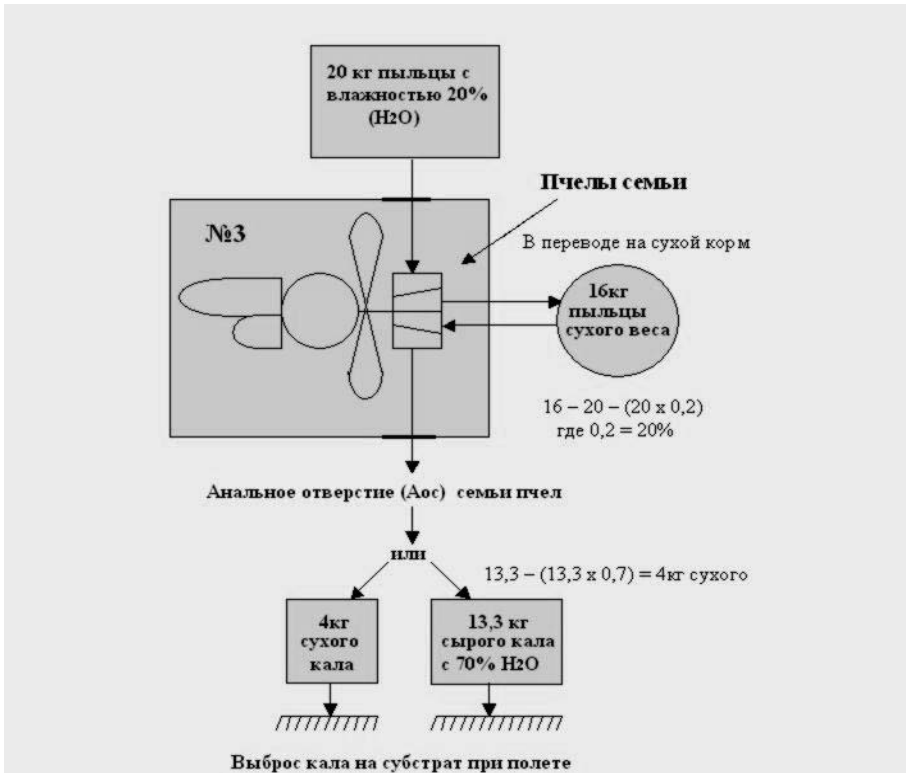 20 кг пыльцы с
влажностью 20%
(H2O)
Пчелы семьи
№3
В переводе на сухой корм
16кг
пыльцы
сухого веса
16 – 20 – (20 x 0,2)
где 0,2 = 20%
Анальное отверстие (Аос) семьи пчел
или
13,3 – (13,3 x 0,7) = 4кг сухого
4кг
сухого
кала
13,3 кг
сырого кала
с 70% H2O
Выброс кала на субстрат при полете